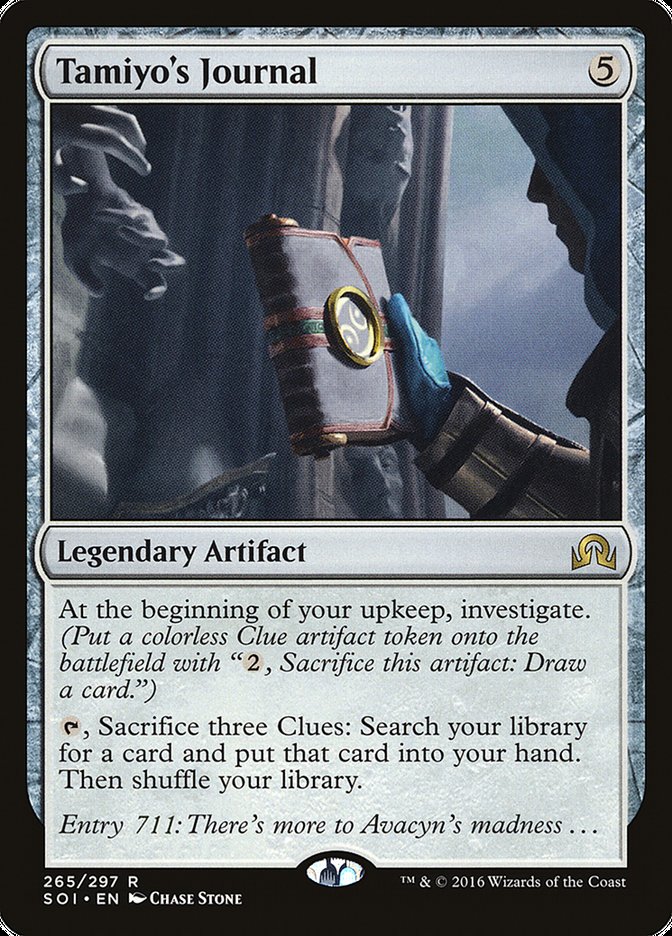 Tamiyo's Journal 5
Legendary Artifact
At the beginning of your upkeep, investigate.
(Put a colorless Clue artifact token onto the
battlefield with “2, Sacrifice this artifact: Draw
a card.”)
, Sacrifice three Clues: Search your library
for a card and put that card into your hand.
Then shuffle your library.
Entry 711: There's more to Avacyn's madness . . .
265/297 R
SOI • EN Chase Stone
™ & © 2016 Wizards of the Coast